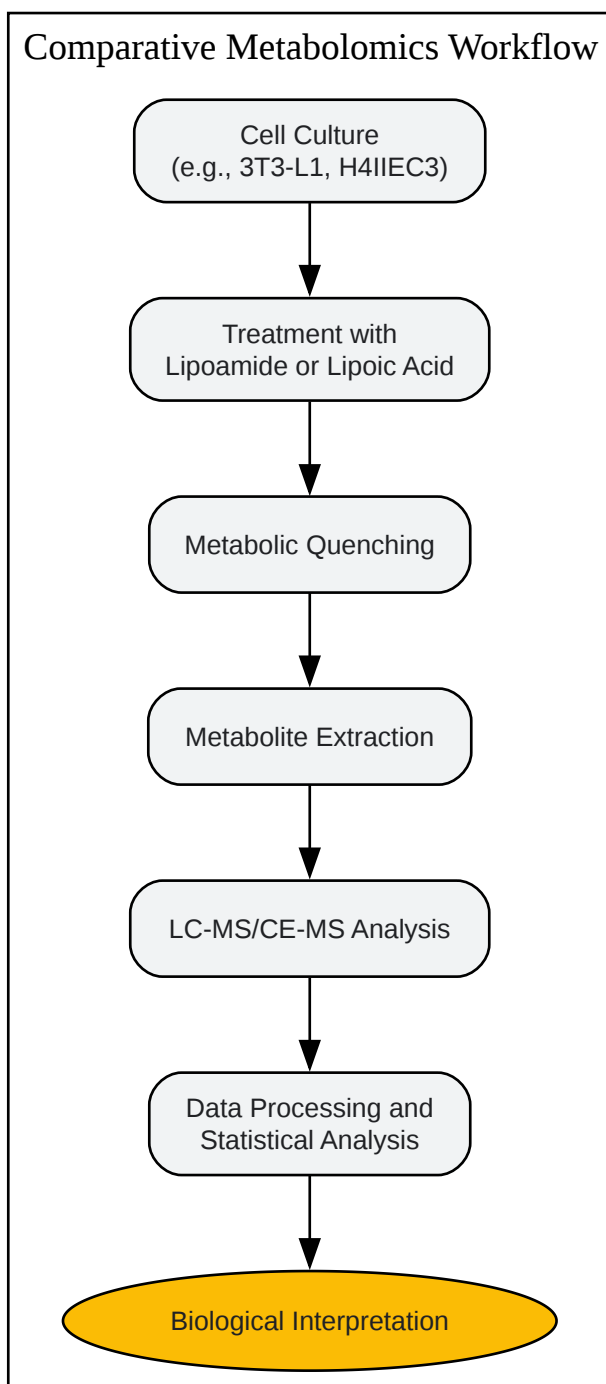 Comparative Metabolomics Workflow
Cell Culture
(e.g., 3T3-L1, H4IIEC3)
Treatment with
Lipoamide or Lipoic Acid
Metabolic Quenching
Metabolite Extraction
LC-MS/CE-MS Analysis
Data Processing and
Statistical Analysis
Biological Interpretation